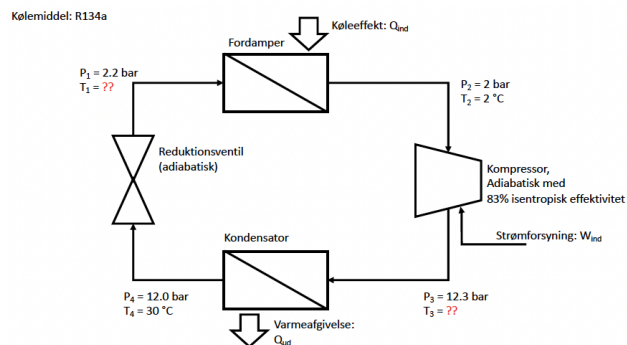 Kølemiddel: R134a
Køleeffekt: Qind
Fordamper
P1 = 2.2 bar
T1 = ??
P2 = 2 bar
T2 = 2 °C
Reduktionsventil
(adiabatisk)
Kompressor,
Adiabatisk med
83% isentropisk effektivitet
Strømforsyning: Wind
Kondensator
P4 = 12.0 bar
T4 = 30 °C
P3 = 12.3 bar
T3 = ??
Varmeafgivelse:
Qud